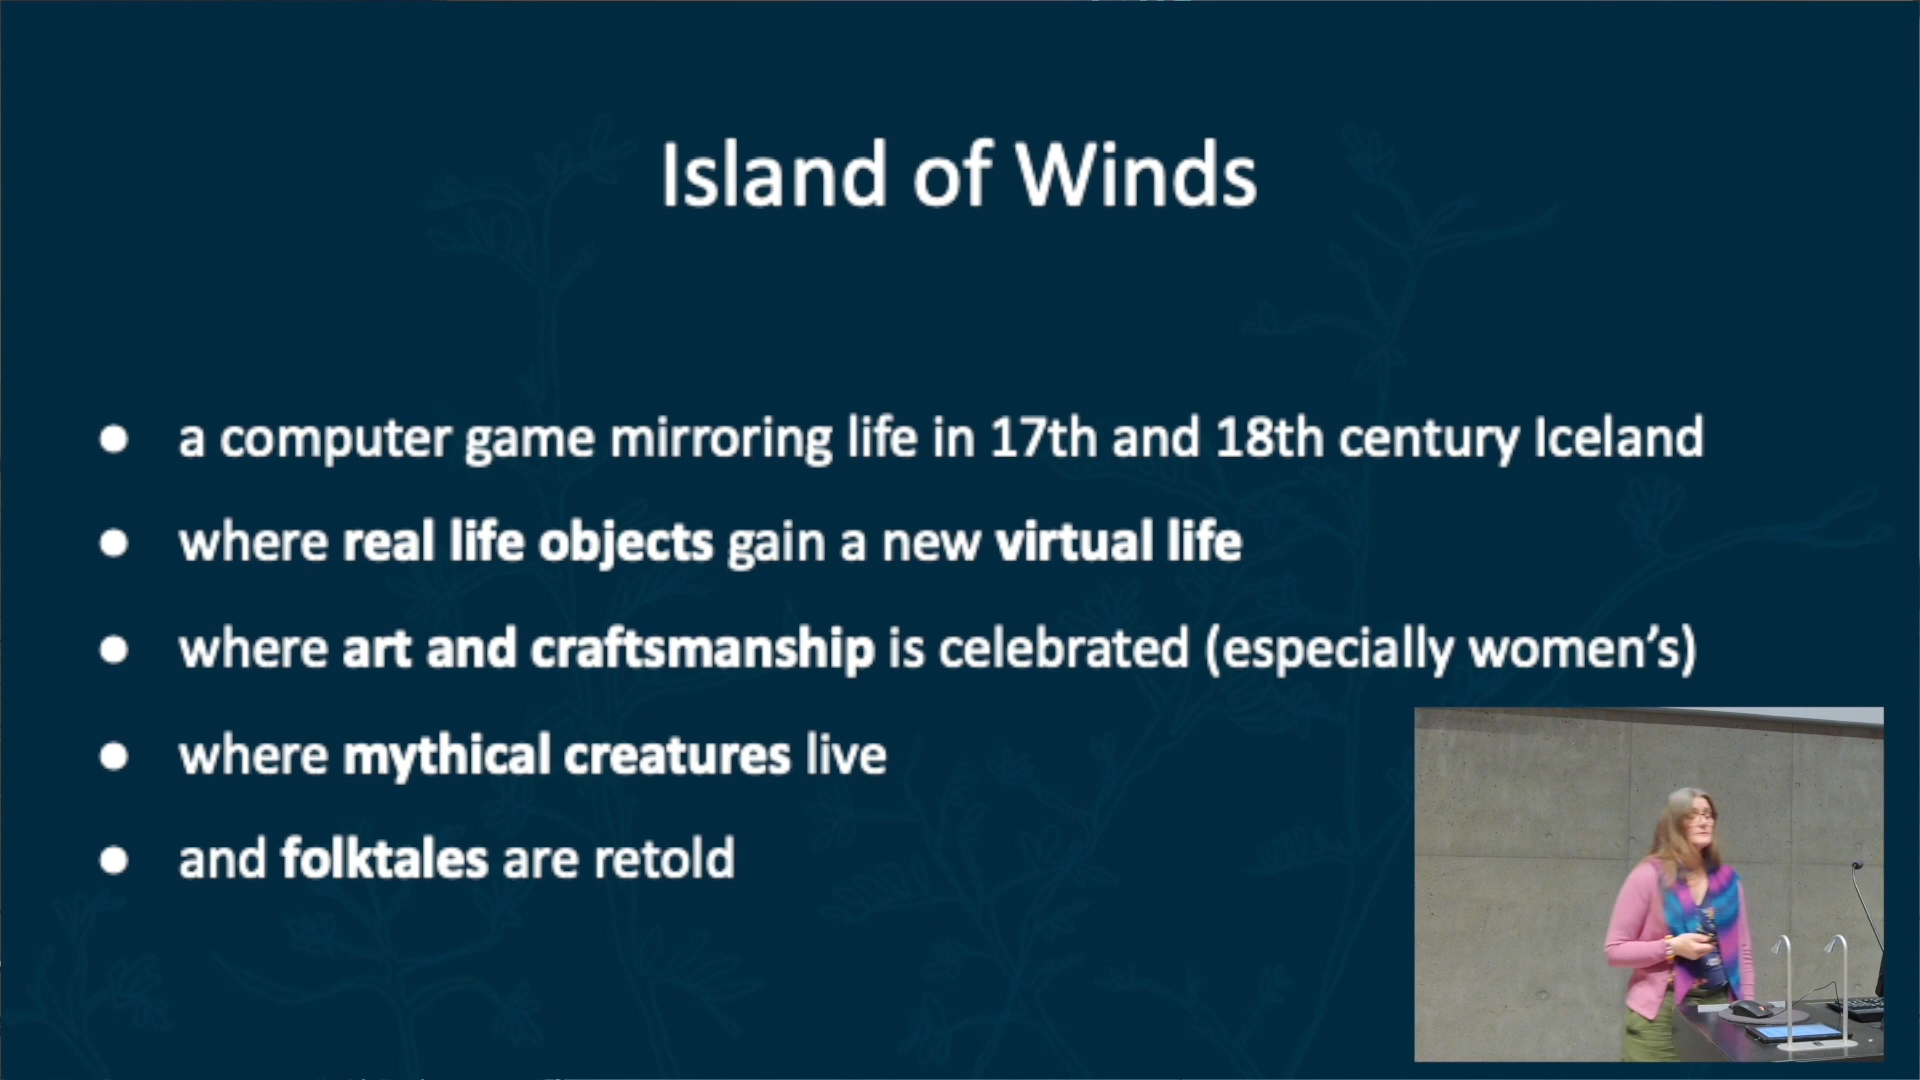 Island of Winds
● a computer game mirroring life in 17th and 18th century Iceland
● where real life objects gain a new virtual life
● where art and craftsmanship is celebrated (especially women’s)
● where mythical creatures live
● and folktales are retold